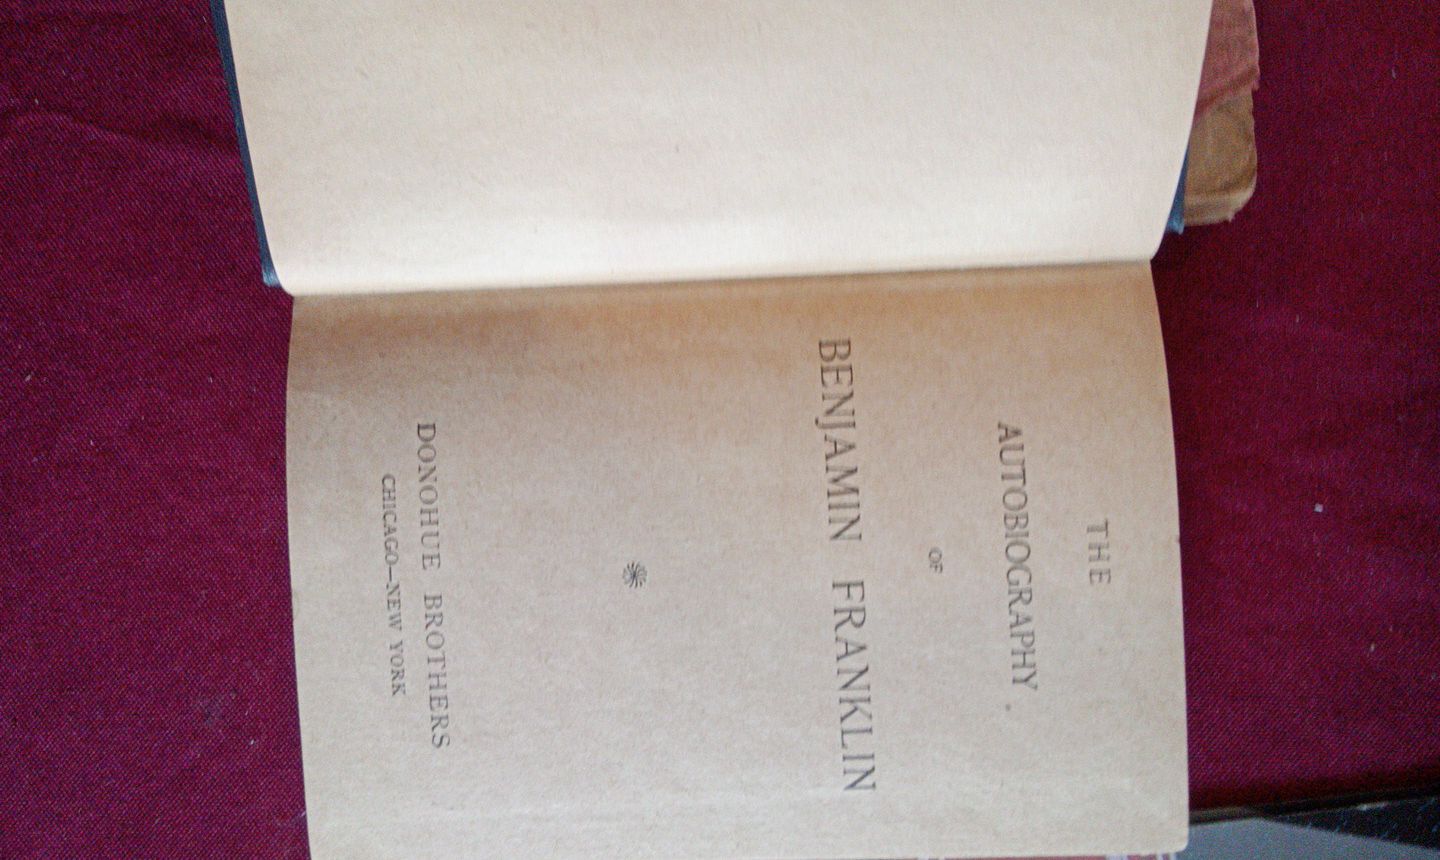 THE
AUTOBIOGRAPHY
OF
BENJAMIN FRANKLIN
DONOHUE BROTHERS
CHICAGO—NEW YORK